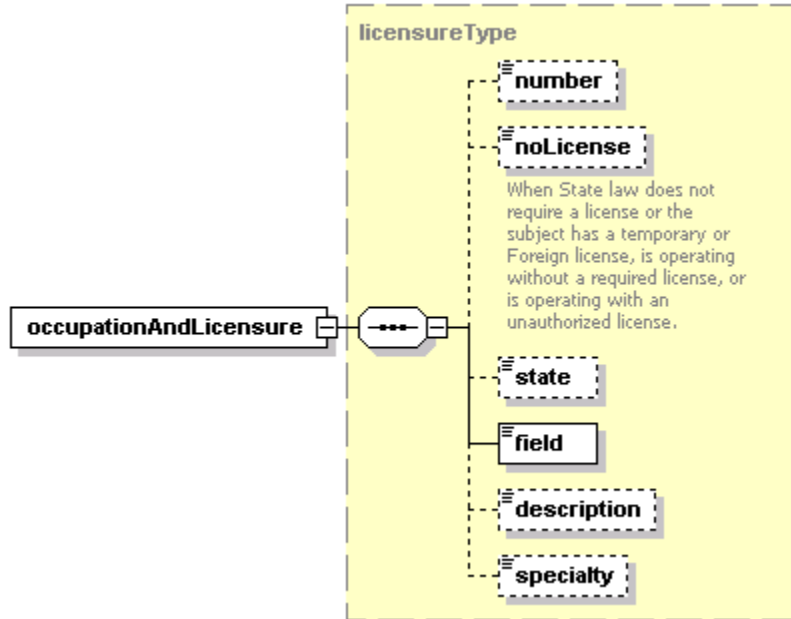 licensureType
number
noLicense
When State law does not
require a license or the
subject has a temporary or
Foreign license, is operating
without a required license, or
is operating with an
unauthorized license.
occupationAndLicensure
state
field
description
specialty